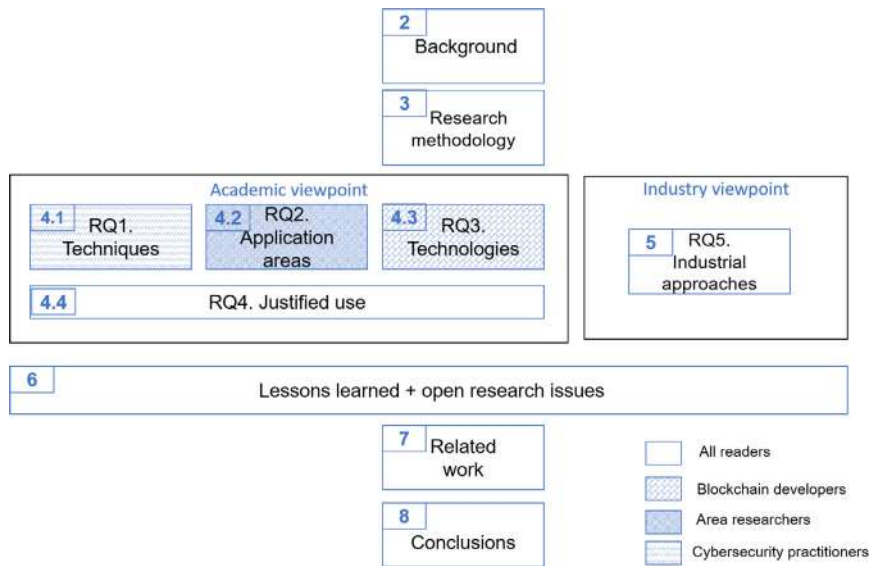 2
Background
3
Research
methodology
Academic viewpoint
4.1
RQ1.
Techniques
4.2
RQ2.
Application
areas
4.3
RQ3.
Technologies
4.4
RQ4. Justified use
Industry viewpoint
5
RQ5.
Industrial
approaches
6
Lessons learned + open research issues
7
Related
work
8
Conclusions
All readers
Blockchain developers
Area researchers
Cybersecurity practitioners